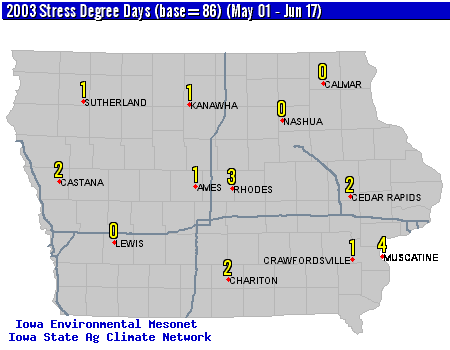 2003 Stress Degree Days (base=86) (May 01 - Jun 17)
0
CALMAR
1
SUTHERLAND
1
KANAWHA
0
NASHUA
2
CASTANA
1
AMES
3
RHODES
2
CEDAR RAPIDS
0
LEWIS
1
CRAWFORDSVILLE
4
MUSCATINE
2
CHARITON
Iowa Environmental Mesonet
Iowa State Ag Climate Network